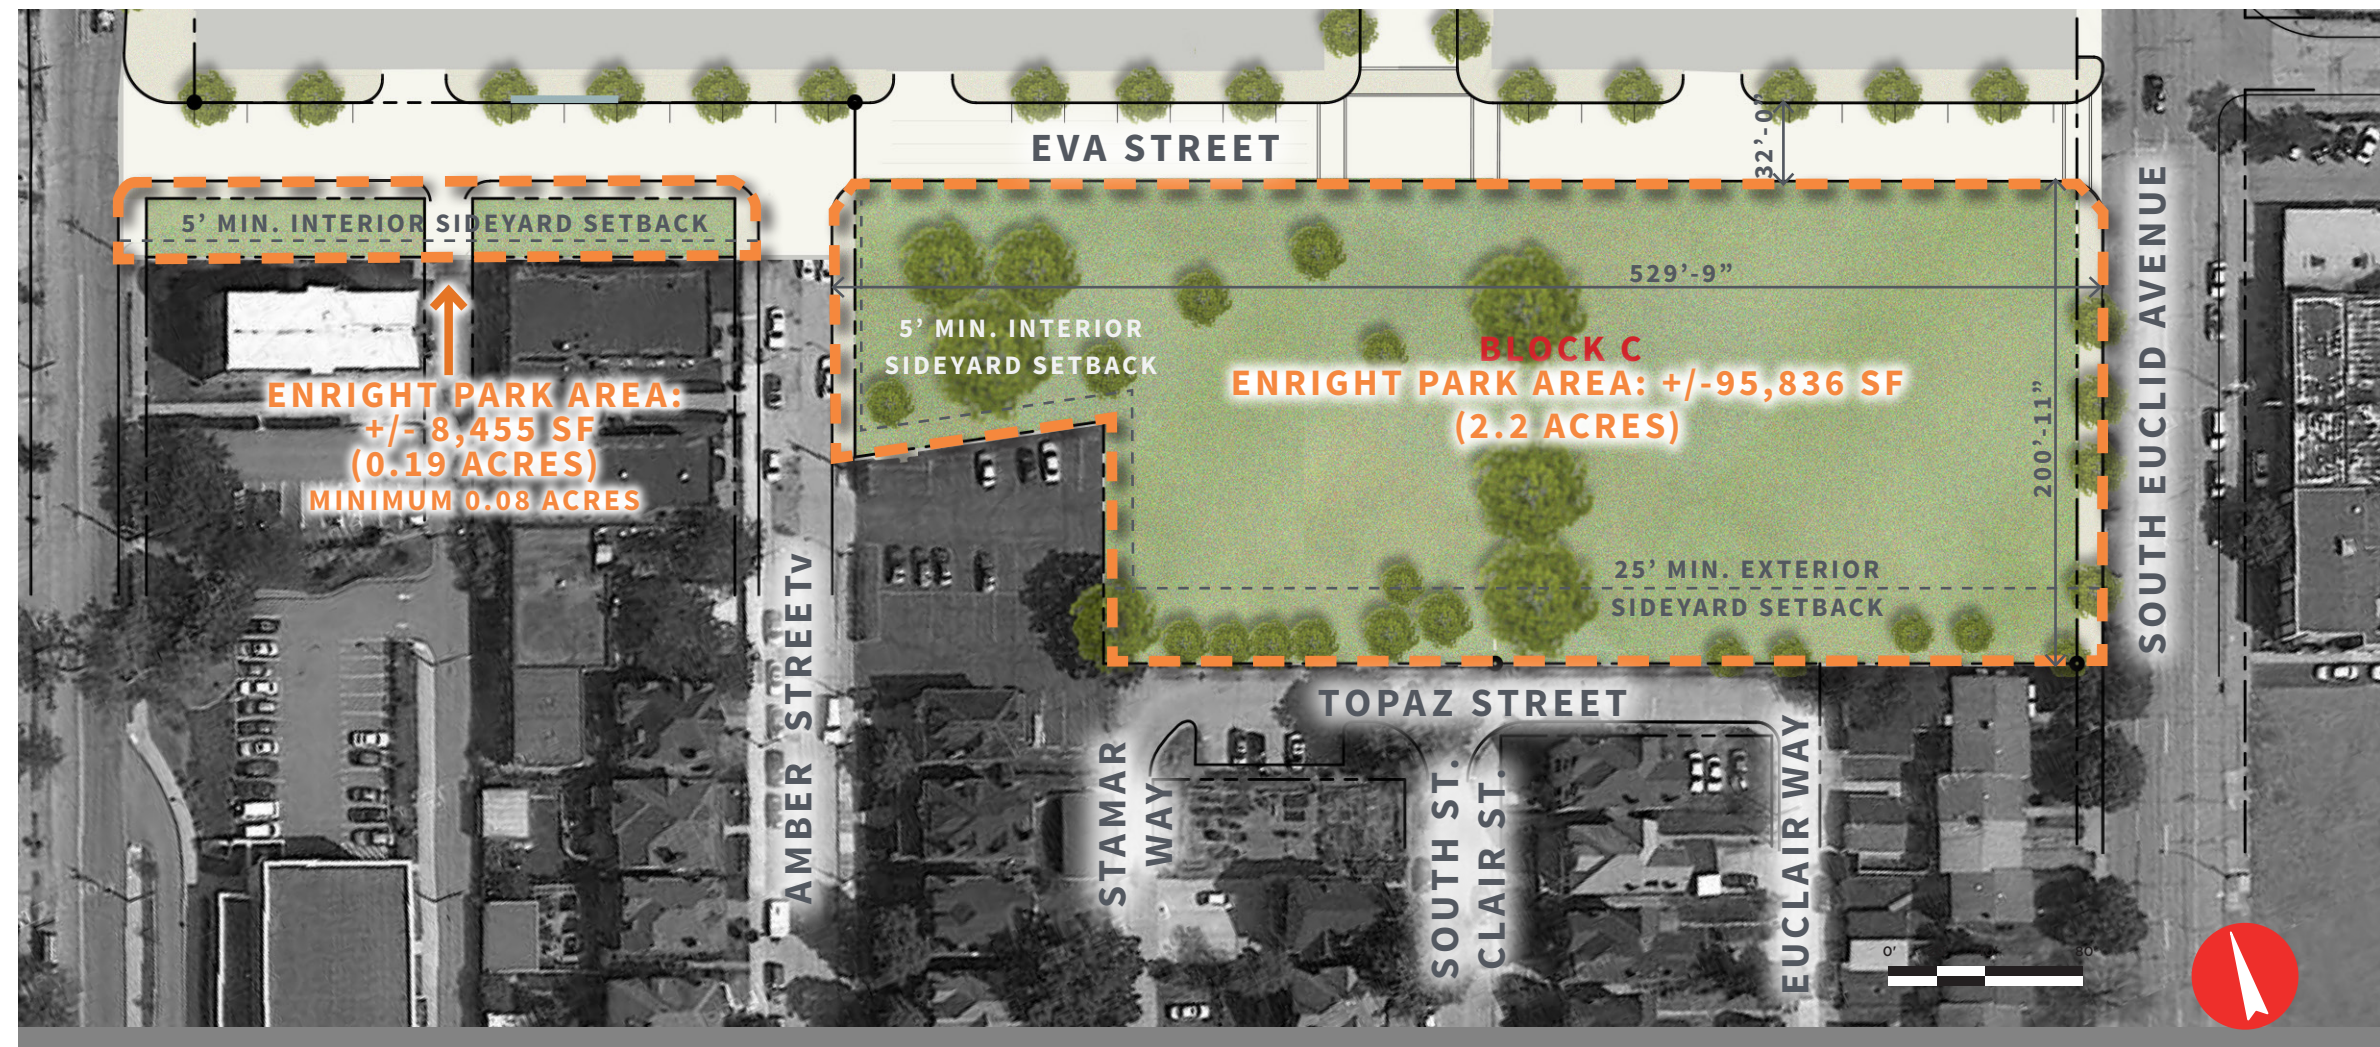 EVA STREET
32’-0”
5’ MIN. INTERIOR SIDEYARD SETBACK
529’-9”
5’ MIN. INTERIOR
SIDEYARD SETBACK
BLOCK C
ENRIGHT PARK AREA: +/-95,836 SF
(2.2 ACRES)
ENRIGHT PARK AREA:
+/- 8,455 SF
(0.19 ACRES)
MINIMUM 0.08 ACRES
200’-11”
SOUTH EUCLID AVENUE
25’ MIN. EXTERIOR
SIDEYARD SETBACK
AMBER STREETv
TOPAZ STREET
STAMAR
WAY
SOUTH ST.
CLAIR ST.
EUCLAIR WAY
0'
80'